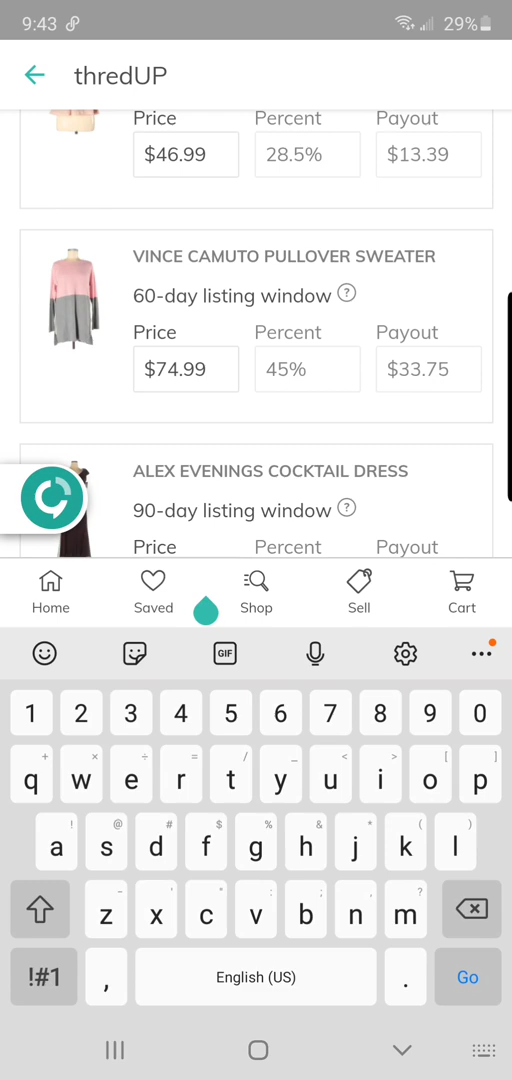 9:43 29%
thredUP
Price Percent Payout
$46.99 28.5% $13.39
VINCE CAMUTO PULLOVER SWEATER
60-day listing window ?
Price Percent Payout
$74.99 45% $33.75
ALEX EVENINGS COCKTAIL DRESS
90-day listing window ?
Price Percent Payout
Home Saved Shop Sell Cart
GIF
1 2 3 4 5 6 7 8 9 0
+ × ÷ = / _ < > [ ]
q w e r t y u i o p
! @ # $ % & * ( )
a s d f g h j k l
- ' " : ; , ?
z x c v b n m
!#1 , English (US) . Go